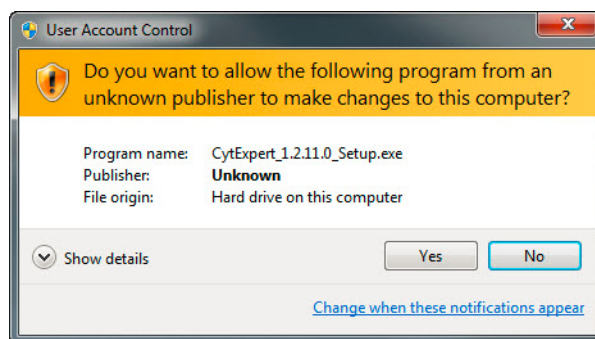 User Account Control
Do you want to allow the following program from an
unknown publisher to make changes to this computer?
Program name: CytExpert_1.2.11.0_Setup.exe
Publisher: Unknown
File origin: Hard drive on this computer
Show details
Yes No
Change when these notifications appear